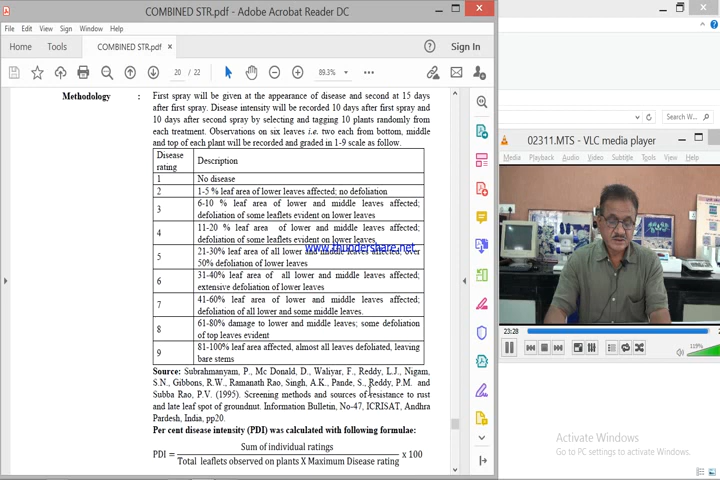 COMBINED STR.pdf - Adobe Acrobat Reader DC
File Edit View Sign Window Help
Home Tools COMBINED STR.pdf × Sign In
20 / 22 89.3%
Methodology : First spray will be given at the appearance of disease and second at 15 days
after first spray. Disease intensity will be recorded 10 days after first spray and
10 days after second spray by selecting and tagging 10 plants randomly from
each treatment. Observations on six leaves i.e. two each from bottom, middle
and top of each plant will be recorded and graded in 1-9 scale as follow.
Disease
rating Description
1 No disease
2 1-5 % leaf area of lower leaves affected; no defoliation
3 6-10 % leaf area of lower and middle leaves affected;
defoliation of some leaflets evident on lower leaves
4 11-20 % leaf area of lower and middle leaves affected;
defoliation of some leaflets evident on lower leaves
www.thundershare.net
5 21-30% leaf area of all lower and middle leaves affected; over
50% defoliation of lower leaves
6 31-40% leaf area of all lower and middle leaves affected;
extensive defoliation of lower leaves
7 41-60% leaf area of lower and middle leaves affected;
defoliation of all lower and some middle leaves.
8 61-80% damage to lower and middle leaves; some defoliation
of top leaves evident
9 81-100% leaf area affected, almost all leaves defoliated, leaving
bare stems
Source: Subrahmanyam, P., Mc Donald, D., Waliyar, F., Reddy, L.J., Nigam,
S.N., Gibbons, R.W., Ramanath Rao, Singh, A.K., Pande, S., Reddy, P.M. and
Subba Rao, P.V. (1995). Screening methods and sources of resistance to rust
and late leaf spot of groundnut. Information Bulletin, No-47, ICRISAT, Andhra
Pardesh, India, pp20.
Per cent disease intensity (PDI) was calculated with following formulae:
Sum of individual ratings
PDI = x 100
Total leaflets observed on plants X Maximum Disease rating
Search W...
02311.MTS - VLC media player
Media Playback Audio Video Subtitle Tools View Help
23:28
119%
Activate Windows
Go to PC settings to activate Windows.